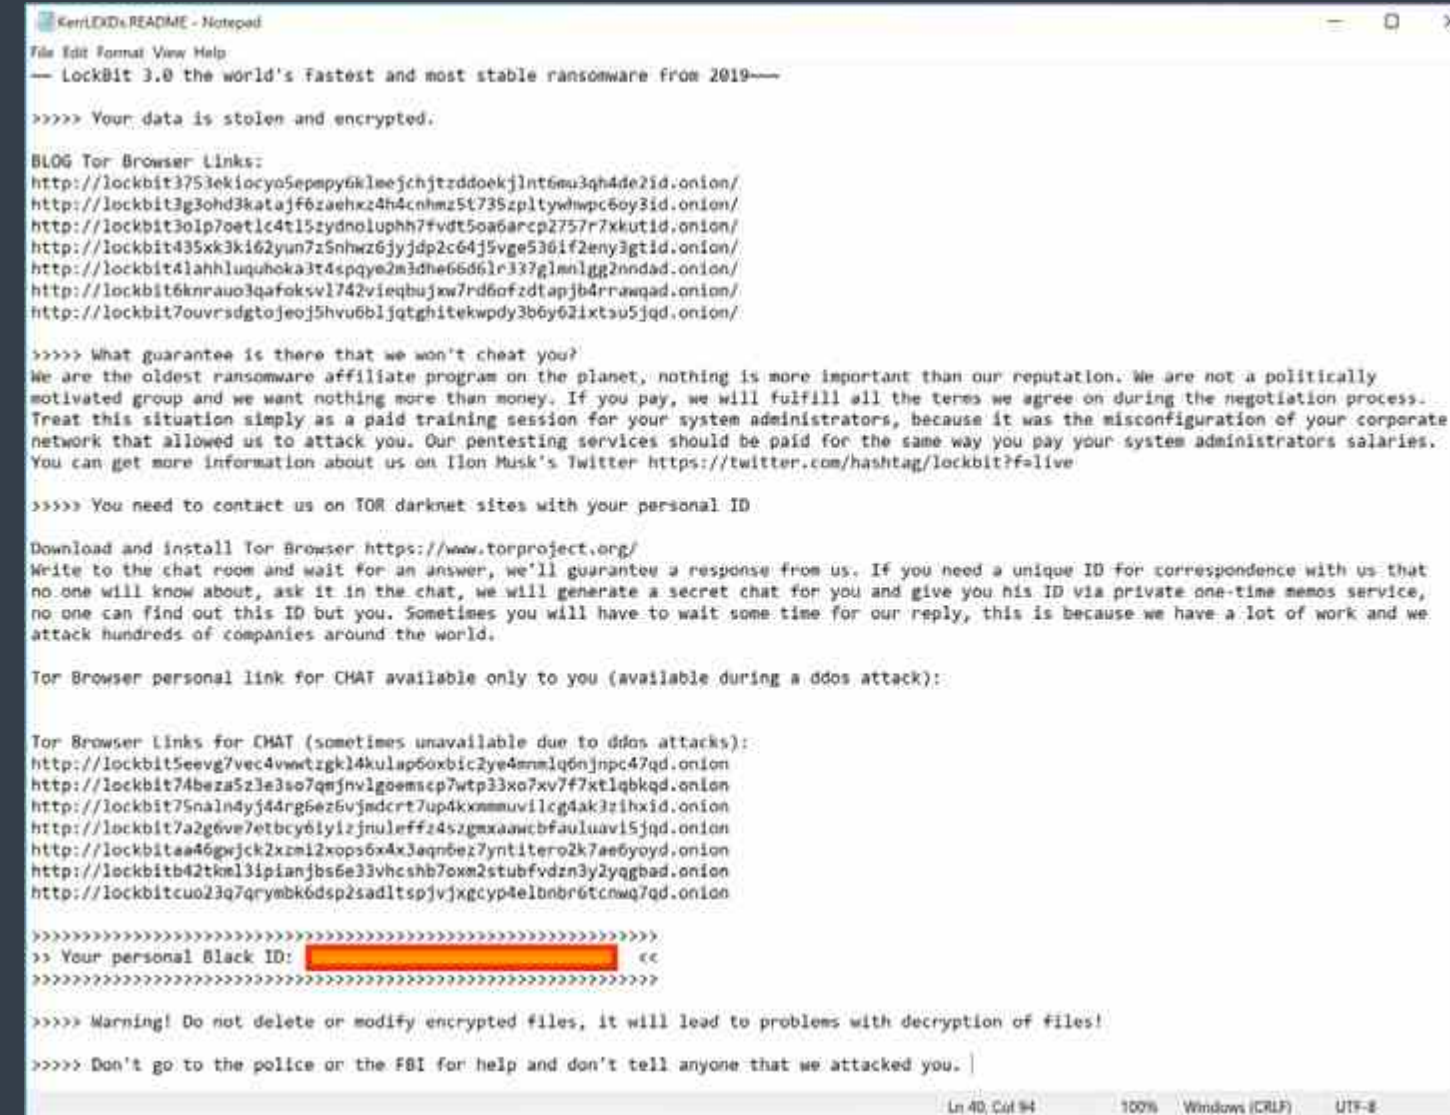 KerrLEXDs.README - Notepad
File Edit Format View Help
~~ LockBit 3.0 the world's fastest and most stable ransomware from 2019~~~
>>>>> Your data is stolen and encrypted.
BLOG Tor Browser Links:
>>>>> What guarantee is there that we won't cheat you?
We are the oldest ransomware affiliate program on the planet, nothing is more important than our reputation. We are not a politically
motivated group and we want nothing more than money. If you pay, we will fulfill all the terms we agree on during the negotiation process.
Treat this situation simply as a paid training session for your system administrators, because it was the misconfiguration of your corporate
network that allowed us to attack you. Our pentesting services should be paid for the same way you pay your system administrators salaries.
You can get more information about us on Ilon Musk's Twitter https://twitter.com/hashtag/lockbit?f=live
>>>>> You need to contact us on TOR darknet sites with your personal ID
Download and install Tor Browser https://www.torproject.org/
Write to the chat room and wait for an answer, we'll guarantee a response from us. If you need a unique ID for correspondence with us that
no one will know about, ask it in the chat, we will generate a secret chat for you and give you his ID via private one-time memos service,
no one can find out this ID but you. Sometimes you will have to wait some time for our reply, this is because we have a lot of work and we
attack hundreds of companies around the world.
Tor Browser personal link for CHAT available only to you (available during a ddos attack):
Tor Browser Links for CHAT (sometimes unavailable due to ddos attacks):
>>>>>>>>>>>>>>>>>>>>>>>>>>>>>>>>>>>>>>>>>>>>>>>>>>>>>>>>>>>>>>
>> Your personal Black ID: <<
>>>>>>>>>>>>>>>>>>>>>>>>>>>>>>>>>>>>>>>>>>>>>>>>>>>>>>>>>>>>>>
>>>>> Warning! Do not delete or modify encrypted files, it will lead to problems with decryption of files!
>>>>> Don't go to the police or the FBI for help and don't tell anyone that we attacked you.
Ln 40, Col 94 100% Windows (CRLF) UTF-8